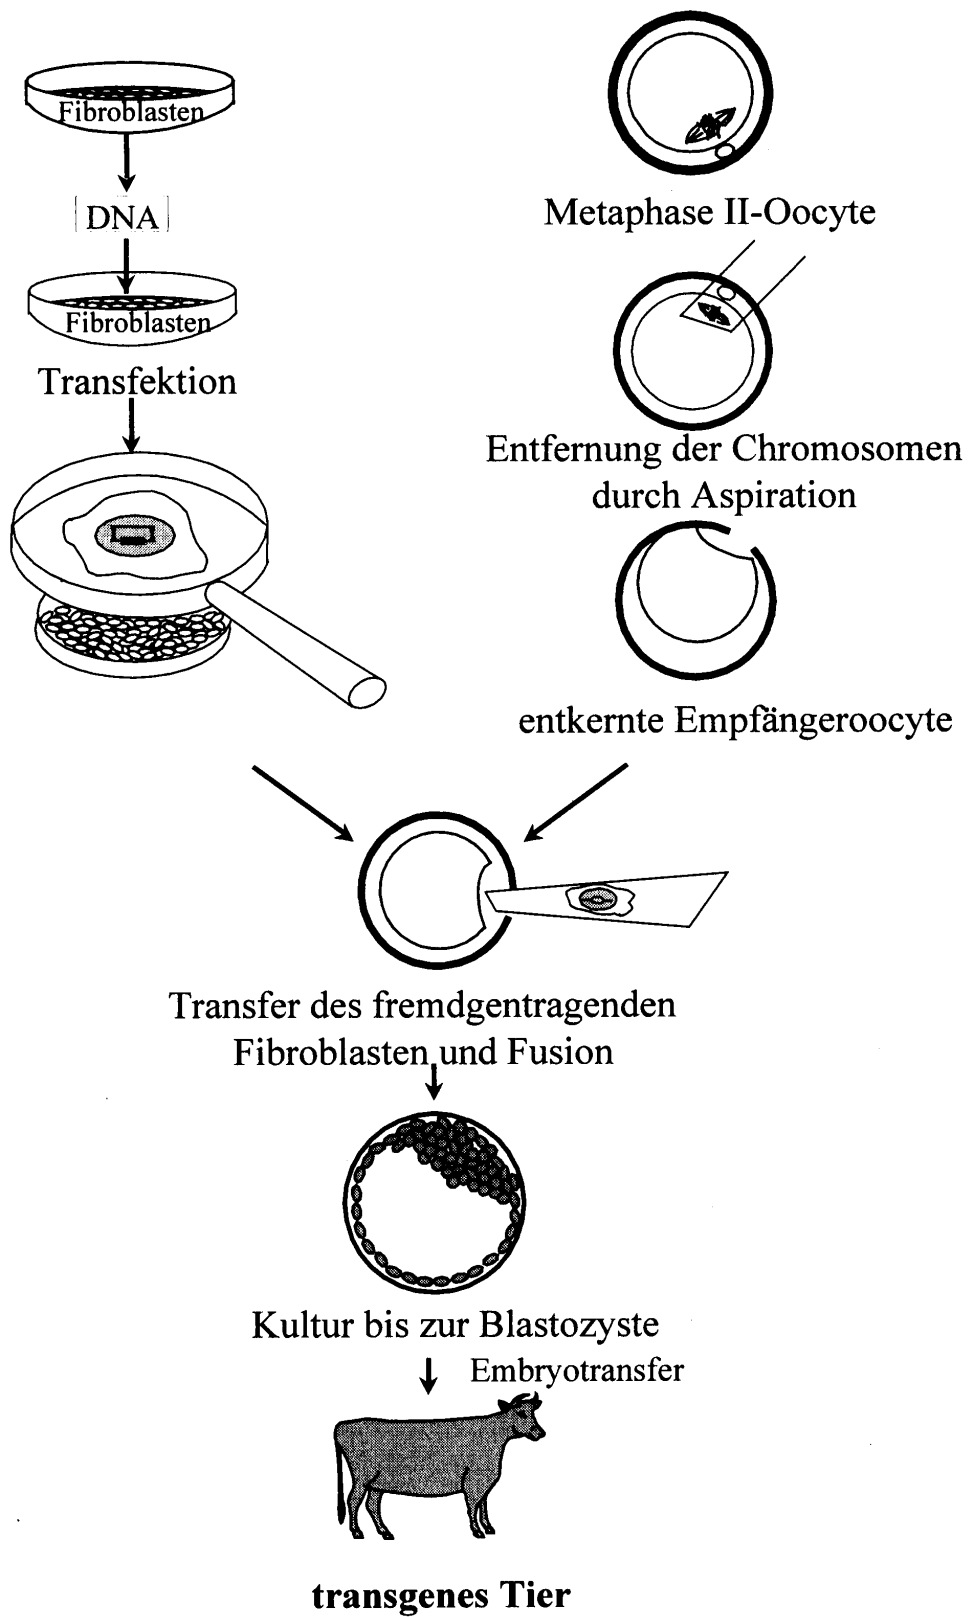 Fibroblasten
DNA
Fibroblasten
Transfektion
Metaphase II-Oocyte
Entfernung der Chromosomen
durch Aspiration
entkernte Empfängeroocyte
Transfer des fremdgentragenden
Fibroblasten und Fusion
Kultur bis zur Blastozyste
Embryotransfer
transgenes Tier